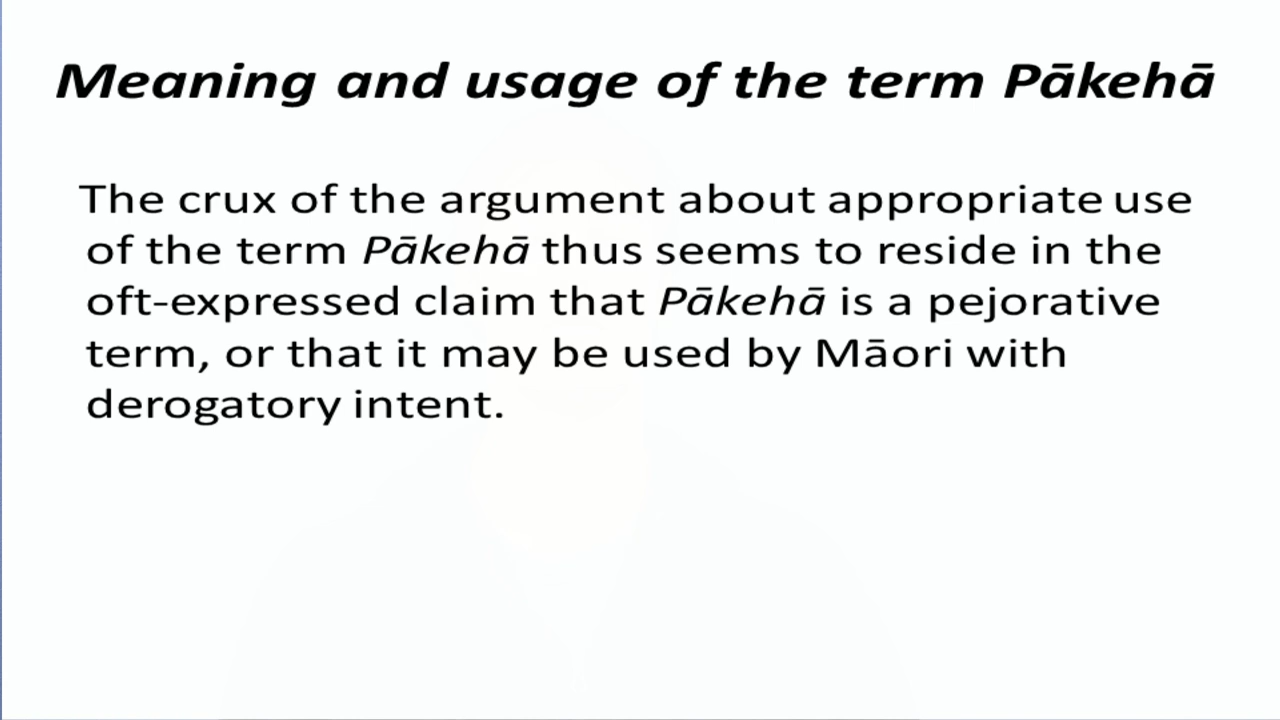 Meaning and usage of the term Pākehā
The crux of the argument about appropriate use
of the term Pākehā thus seems to reside in the
oft-expressed claim that Pākehā is a pejorative
term, or that it may be used by Māori with
derogatory intent.